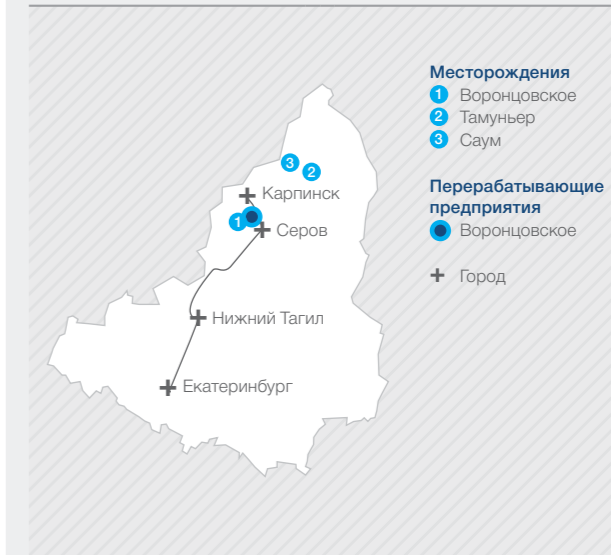 Месторождения
1 Воронцовское
2 Тамуньер
3 Саум
Перерабатывающие
предприятия
Воронцовское
Город
3
2
Карпинск
1
Серов
Нижний Тагил
Екатеринбург